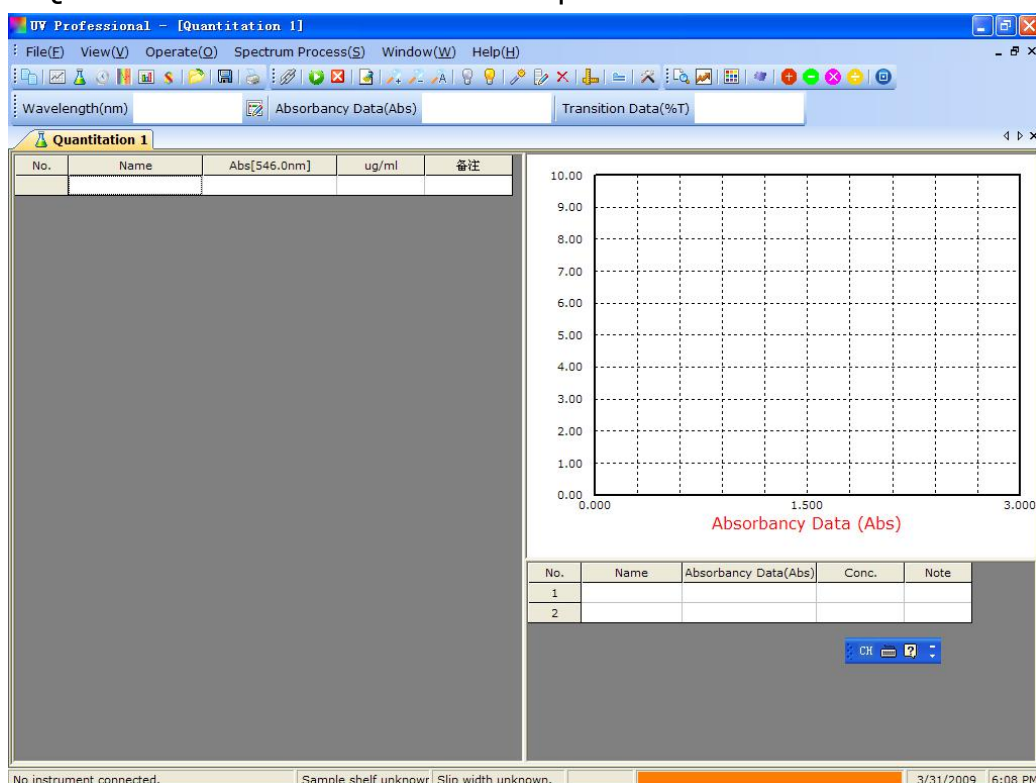 UV Professional - [Quantitation 1]
File(F) View(V) Operate(O) Spectrum Process(S) Window(W) Help(H)
Wavelength(nm) Absorbancy Data(Abs) Transition Data(%T)
Quantitation 1
No. Name Abs[546.0nm] ug/ml 备注
10.00
9.00
8.00
7.00
6.00
5.00
4.00
3.00
2.00
1.00
0.00
0.000 1.500 3.000
Absorbancy Data (Abs)
No. Name Absorbancy Data(Abs) Conc. Note
1
2
CH
No instrument connected. Sample shelf unknowr Slip width unknown. 3/31/2009 6:08 PM